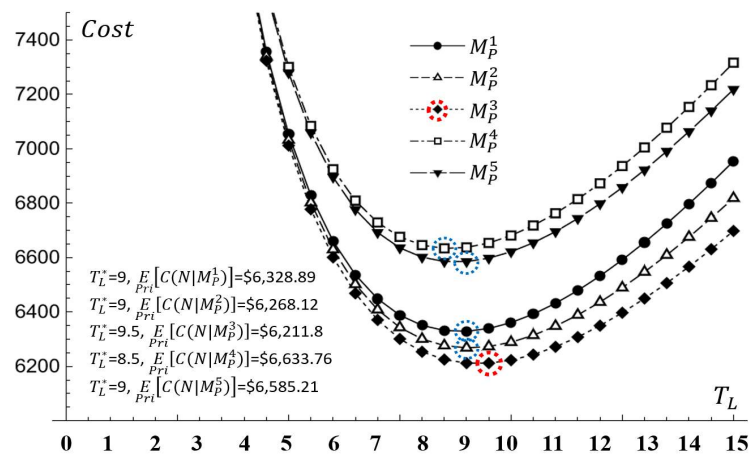 7400
7200
7000
6800
6600
6400
6200
6000
Cost
M_P^1
M_P^2
M_P^3
M_P^4
M_P^5
T_L^*=9, E_Pri[C(N|M_P^1)]=$6,328.89
T_L^*=9, E_Pri[C(N|M_P^2)]=$6,268.12
T_L^*=9.5, E_Pri[C(N|M_P^3)]=$6,211.8
T_L^*=8.5, E_Pri[C(N|M_P^4)]=$6,633.76
T_L^*=9, E_Pri[C(N|M_P^5)]=$6,585.21
T_L
0 1 2 3 4 5 6 7 8 9 10 11 12 13 14 15